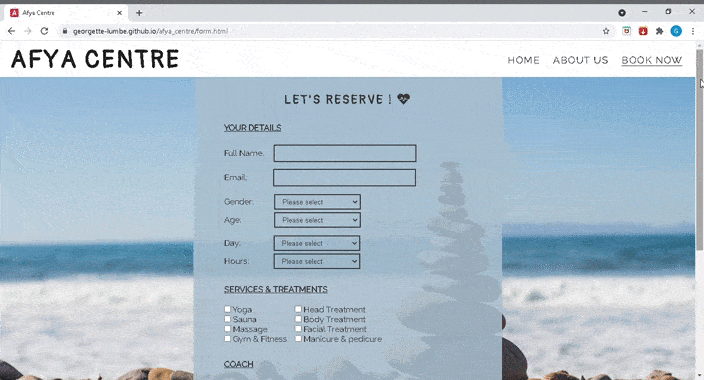 Afya Centre
georgette-lumbe.github.io/afya_centre/form.html
G
AFYA CENTRE
HOME ABOUT US BOOK NOW
LET'S RESERVE !
YOUR DETAILS
Full Name:
Email:
Gender: Please select
Age: Please select
Day: Please select
Hours: Please select
SERVICES & TREATMENTS
Yoga Head Treatment
Sauna Body Treatment
Massage Facial Treatment
Gym & Fitness Manicure & pedicure
COACH